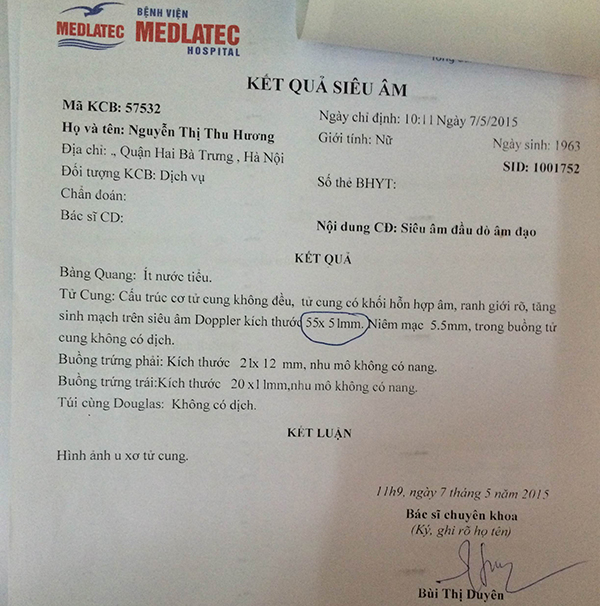 BỆNH VIỆN
MEDLATEC MEDLATEC
HOSPITAL
KẾT QUẢ SIÊU ÂM
Mã KCB: 57532
Ngày chỉ định: 10:11 Ngày 7/5/2015
Họ và tên: Nguyễn Thị Thu Hương
Giới tính: Nữ Ngày sinh: 1963
Địa chỉ: ., Quận Hai Bà Trưng , Hà Nội
SID: 1001752
Đối tượng KCB: Dịch vụ
Số thẻ BHYT:
Chẩn đoán:
Bác sĩ CD:
Nội dung CĐ: Siêu âm đầu dò âm đạo
KẾT QUẢ
Bàng Quang: Ít nước tiểu.
Tử Cung: Cấu trúc cơ tử cung không đều, tử cung có khối hỗn hợp âm, ranh giới rõ, tăng
sinh mạch trên siêu âm Doppler kích thước 55x 51mm. Niêm mạc 5.5mm, trong buồng tử
cung không có dịch.
Buồng trứng phải: Kích thước 21x 12 mm, nhu mô không có nang.
Buồng trứng trái:Kích thước 20 x11mm,nhu mô không có nang.
Túi cùng Douglas: Không có dịch.
KẾT LUẬN
Hình ảnh u xơ tử cung.
11h9, ngày 7 tháng 5 năm 2015
Bác sĩ chuyên khoa
(Ký, ghi rõ họ tên)
Bùi Thị Duyên